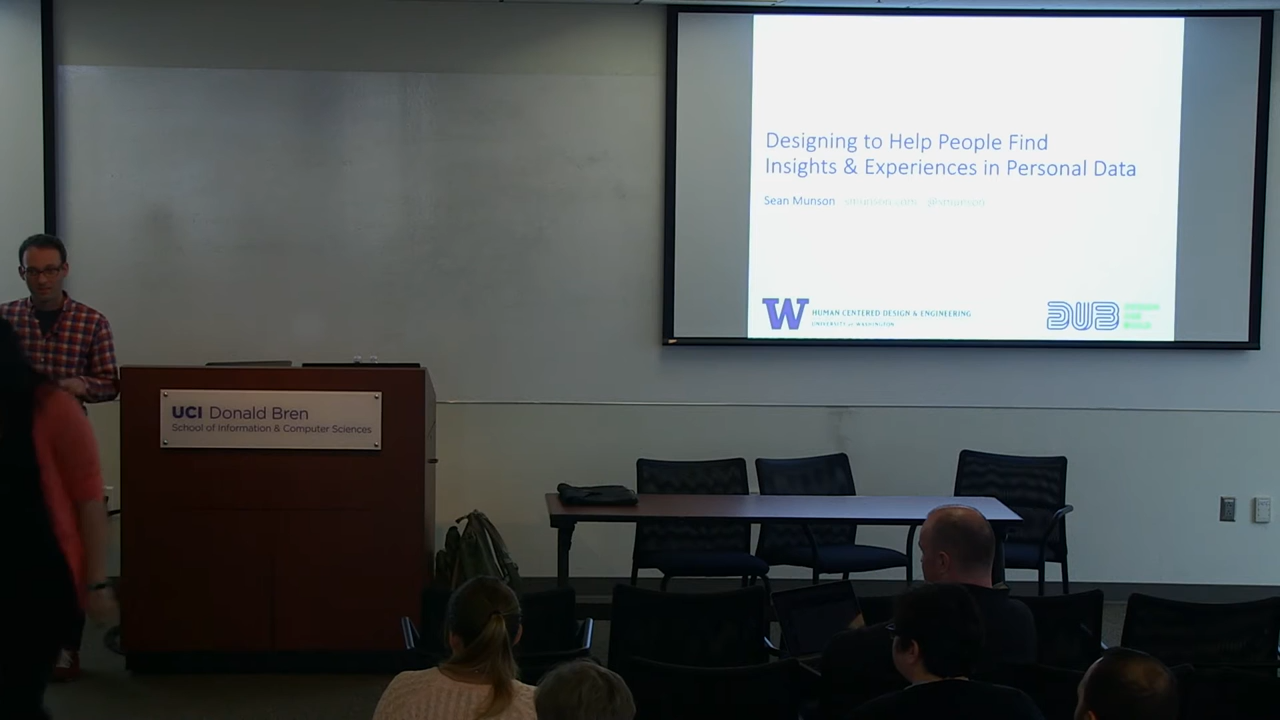 Designing to Help People Find
Insights & Experiences in Personal Data
Sean Munson
W HUMAN CENTERED DESIGN & ENGINEERING
UNIVERSITY of WASHINGTON
DUB
UCI Donald Bren
School of Information & Computer Sciences